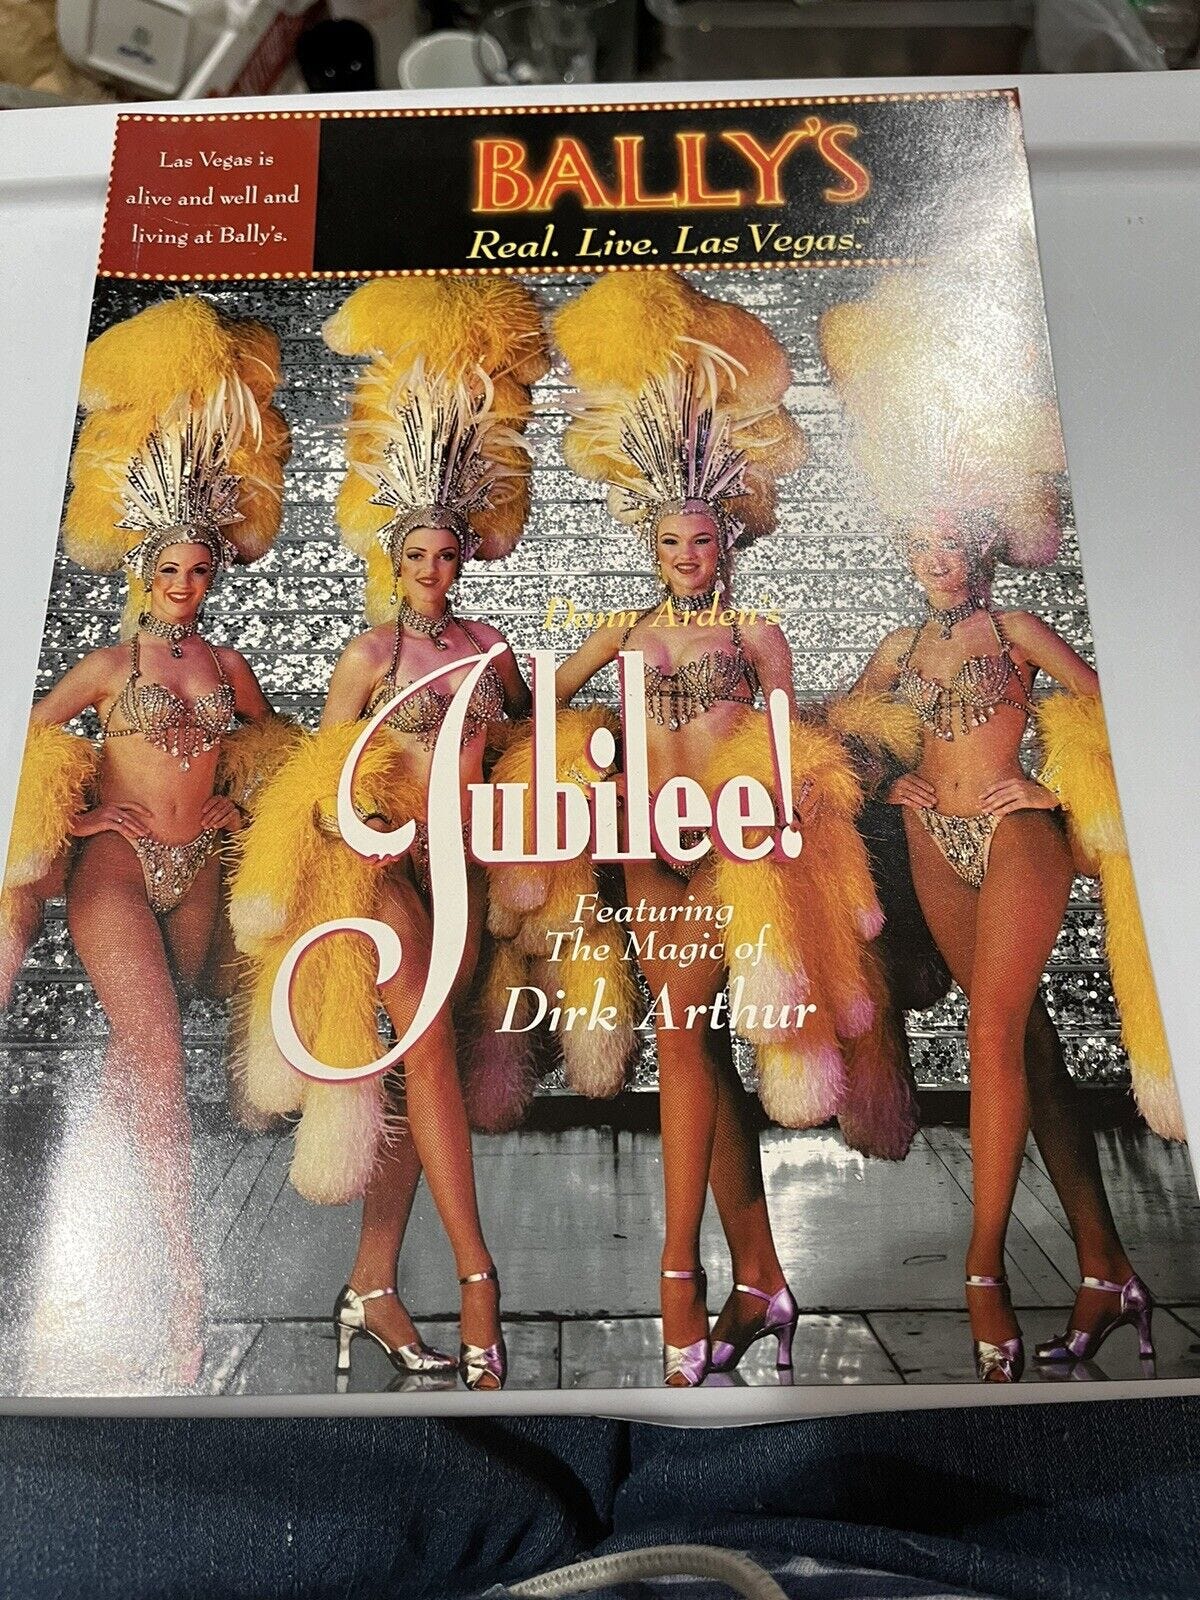 Las Vegas is
alive and well and
living at Bally's.
BALLY'S
Real. Live. Las Vegas.™
Donn Arden's
Jubilee!
Featuring
The Magic of
Dirk Arthur